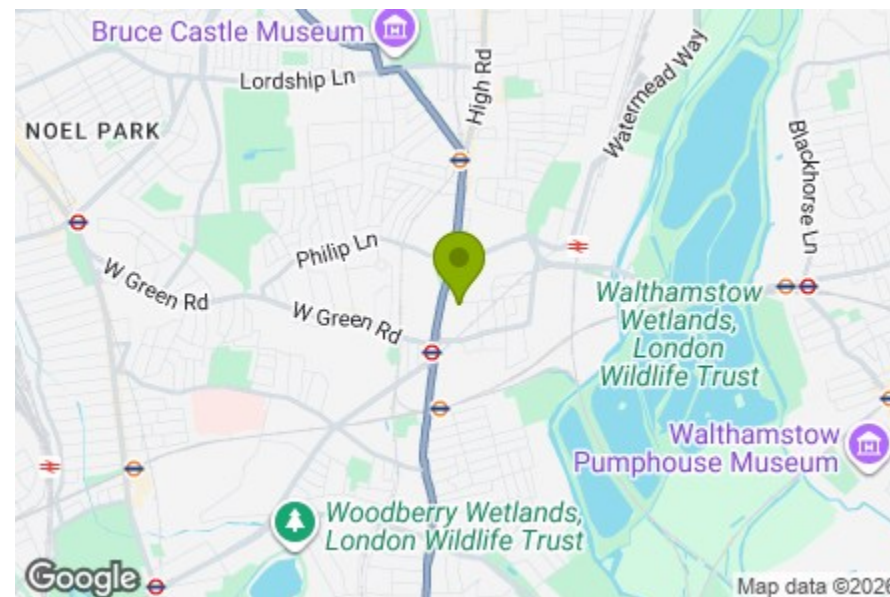 Bruce Castle Museum
Lordship Ln
High Rd
Watermead Way
NOEL PARK
Blackhorse Ln
Philip Ln
W Green Rd
W Green Rd
Walthamstow
Wetlands,
London
Wildlife Trust
Walthamstow
Pumphouse Museum
Woodberry Wetlands,
London Wildlife Trust
Google
Map data ©2026